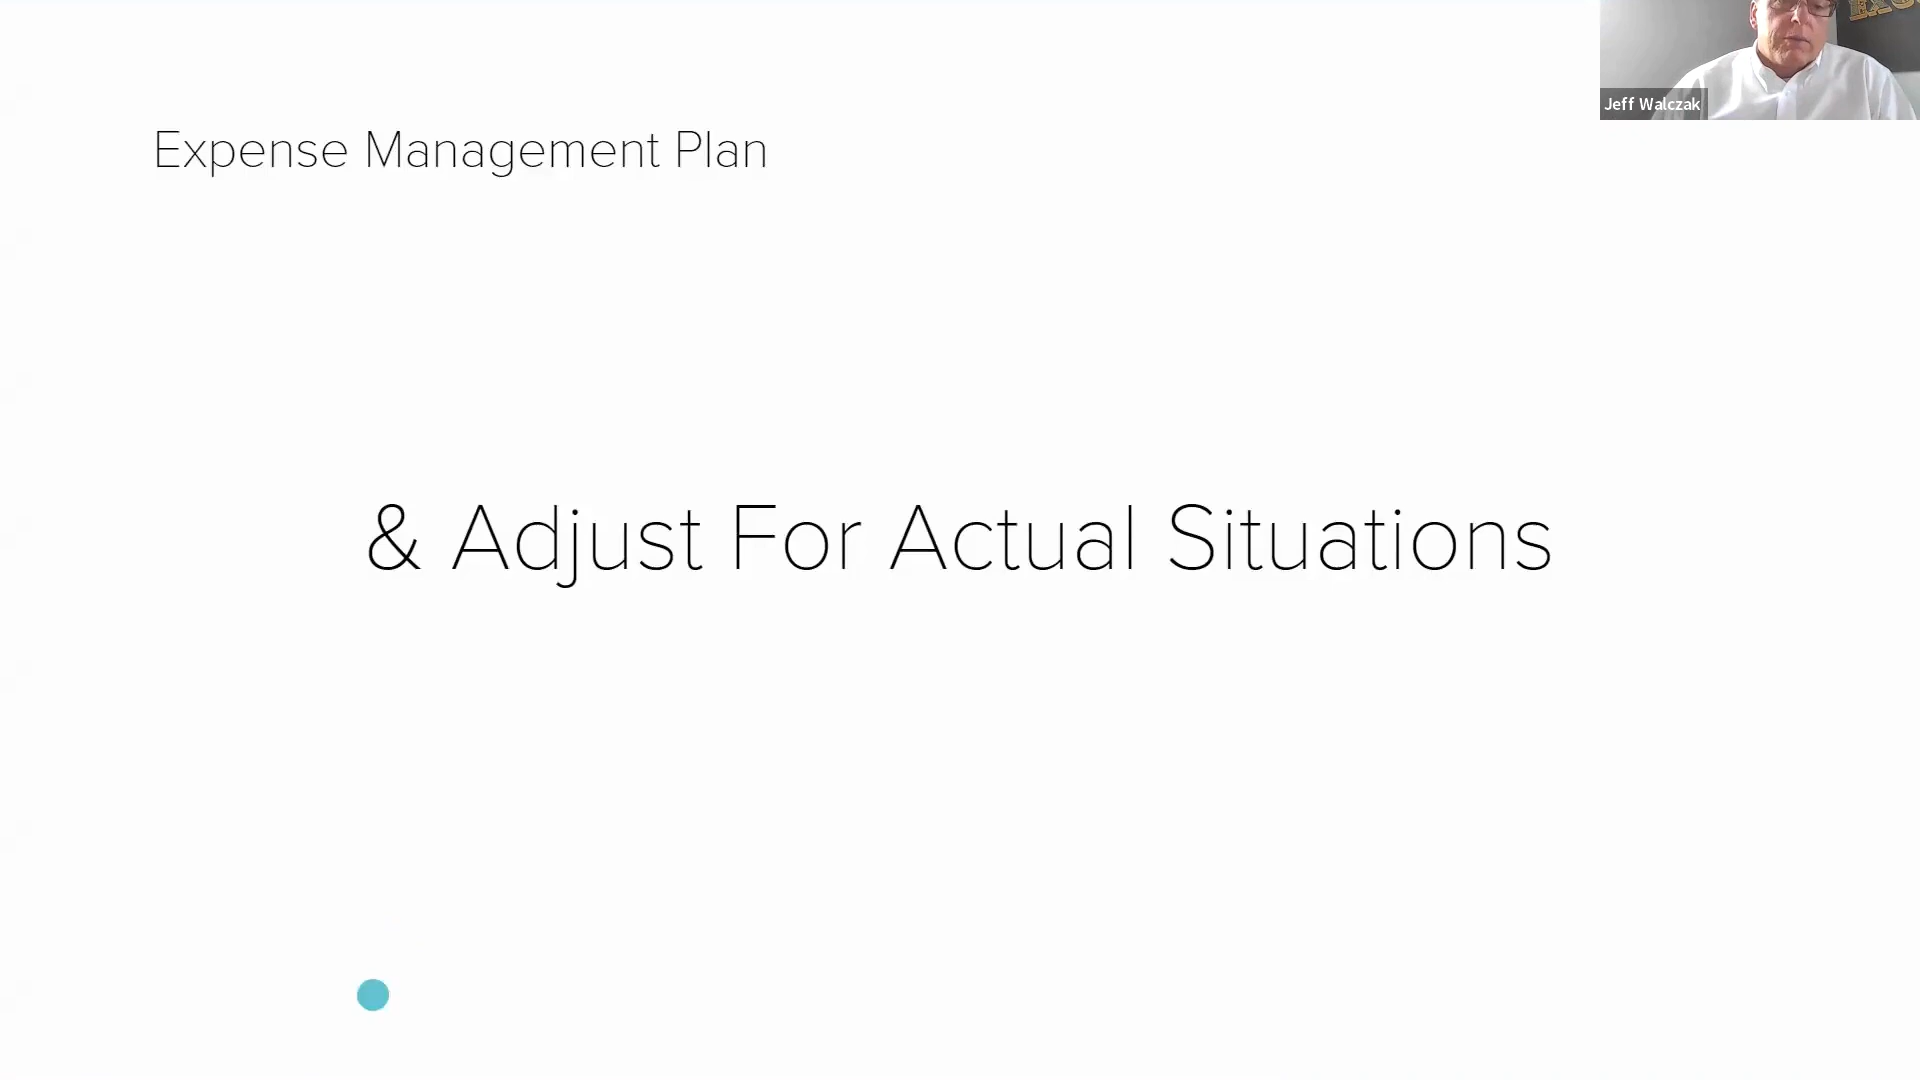 Expense Management Plan
Jeff Walczak
& Adjust For Actual Situations